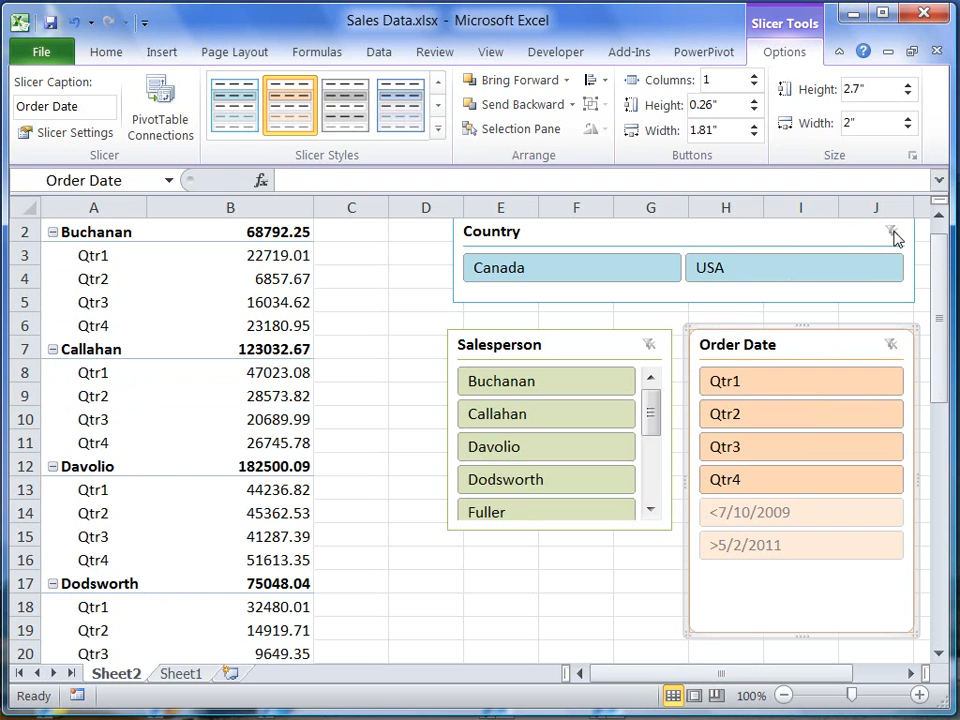 Sales Data.xlsx - Microsoft Excel
Slicer Tools
File Home Insert Page Layout Formulas Data Review View Developer Add-Ins PowerPivot Options
Slicer Caption:
Order Date
Slicer Settings
PivotTable
Connections
Bring Forward
Send Backward
Selection Pane
Columns: 1
Height: 0.26"
Width: 1.81"
Height: 2.7"
Width: 2"
Slicer Slicer Styles Arrange Buttons Size
Order Date fx
A B C D E F G H I J
2 Buchanan 68792.25
3 Qtr1 22719.01
4 Qtr2 6857.67
5 Qtr3 16034.62
6 Qtr4 23180.95
7 Callahan 123032.67
8 Qtr1 47023.08
9 Qtr2 28573.82
10 Qtr3 20689.99
11 Qtr4 26745.78
12 Davolio 182500.09
13 Qtr1 44236.82
14 Qtr2 45362.53
15 Qtr3 41287.39
16 Qtr4 51613.35
17 Dodsworth 75048.04
18 Qtr1 32480.01
19 Qtr2 14919.71
20 Qtr3 9649.35
Country
Canada USA
Salesperson
Buchanan
Callahan
Davolio
Dodsworth
Fuller
Order Date
Qtr1
Qtr2
Qtr3
Qtr4
<7/10/2009
>5/2/2011
Sheet2 Sheet1
Ready 100%